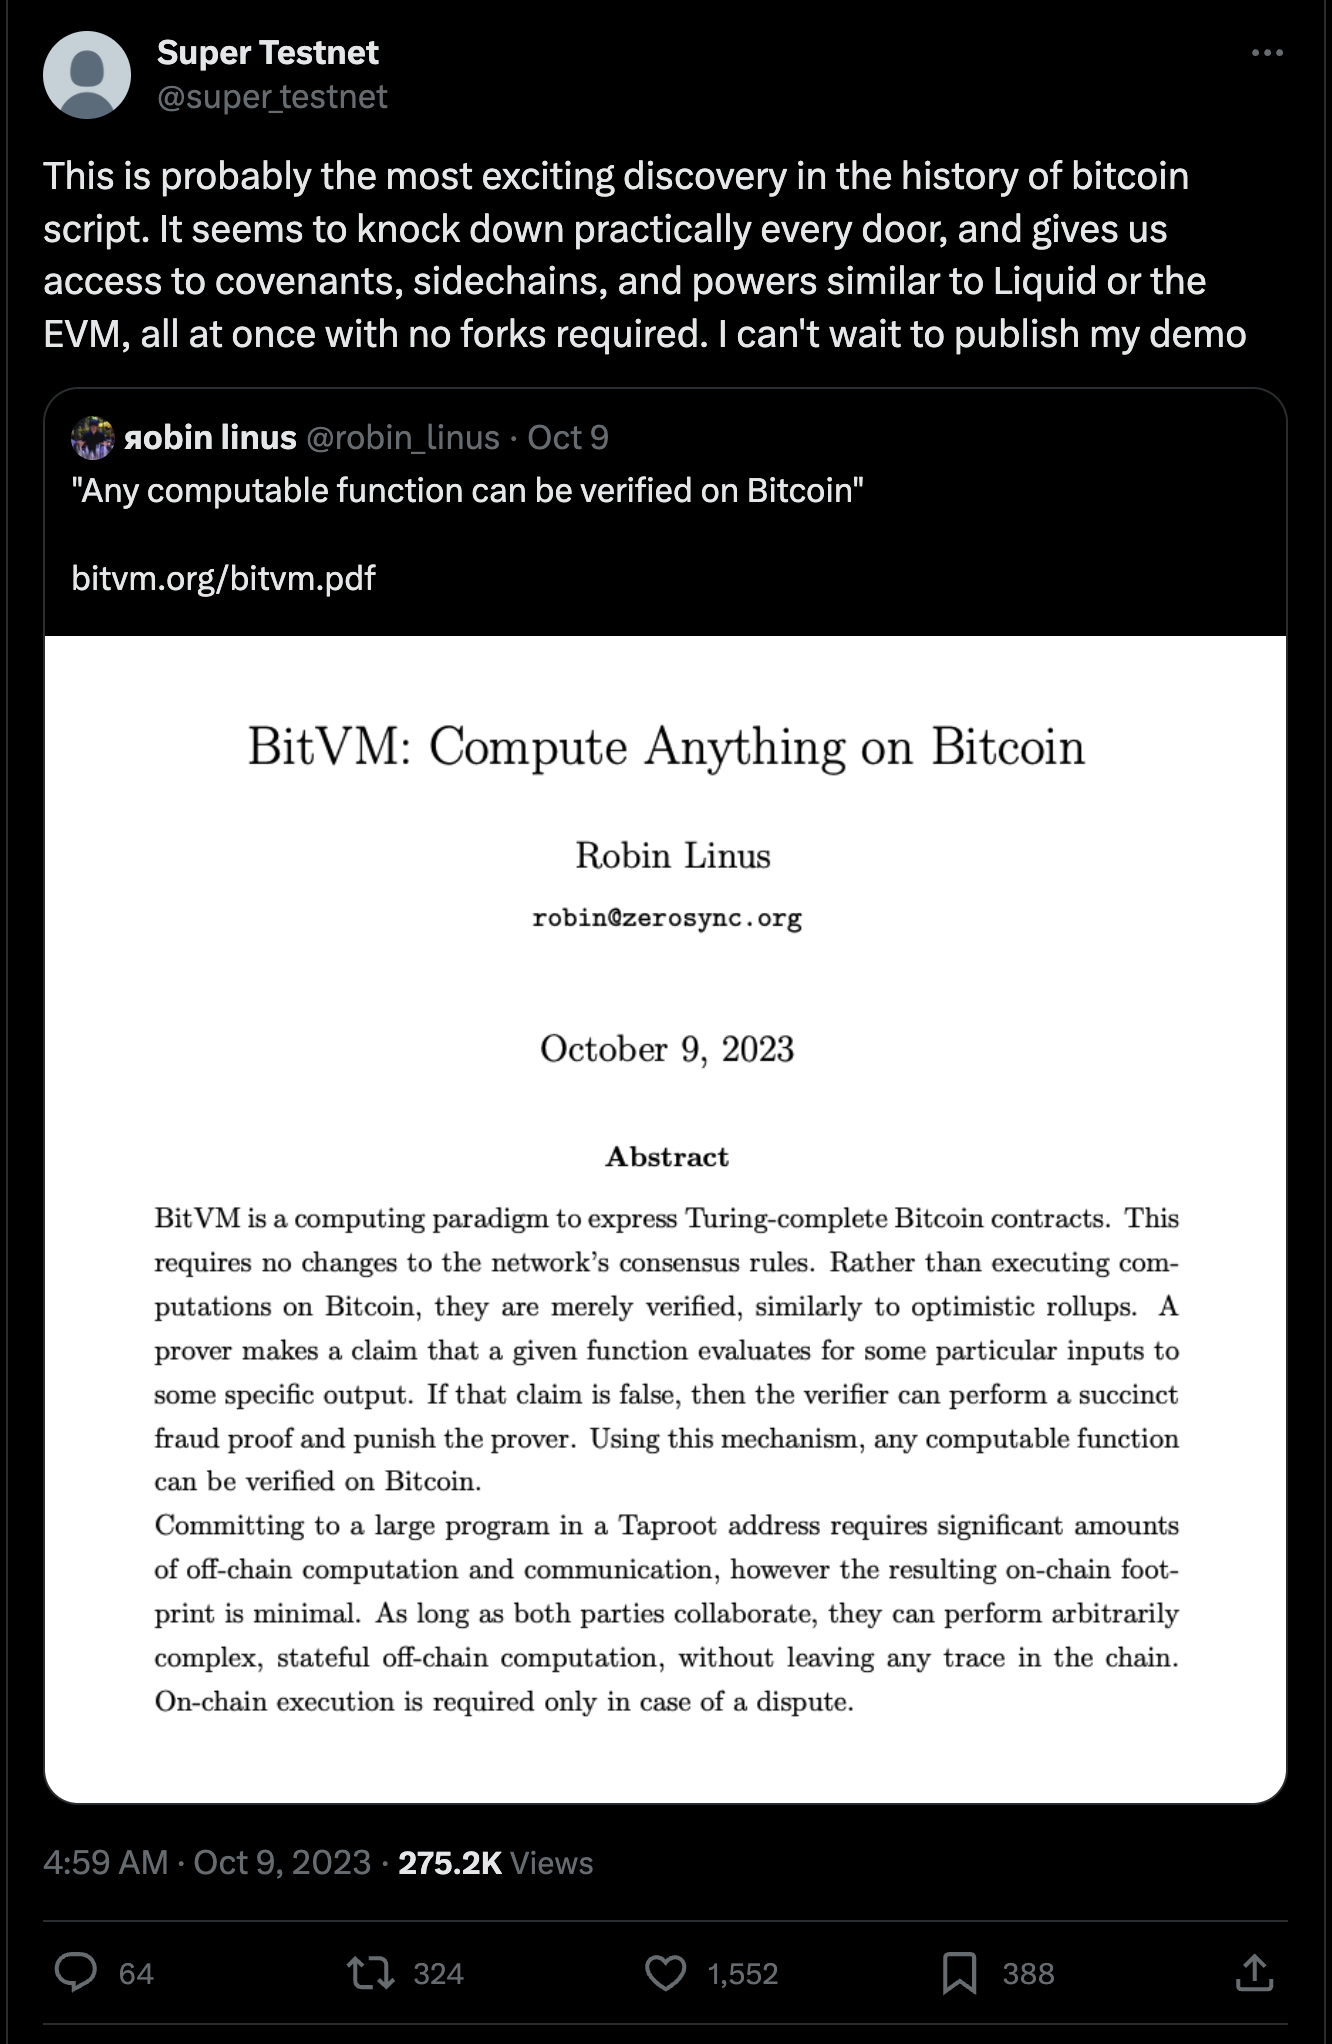 Super Testnet
@super_testnet
This is probably the most exciting discovery in the history of bitcoin
script. It seems to knock down practically every door, and gives us
access to covenants, sidechains, and powers similar to Liquid or the
EVM, all at once with no forks required. I can't wait to publish my demo
яobin linus @robin_linus · Oct 9
"Any computable function can be verified on Bitcoin"
bitvm.org/bitvm.pdf
BitVM: Compute Anything on Bitcoin
Robin Linus
robin@zerosync.org
October 9, 2023
Abstract
BitVM is a computing paradigm to express Turing-complete Bitcoin contracts. This
requires no changes to the network's consensus rules. Rather than executing com-
putations on Bitcoin, they are merely verified, similarly to optimistic rollups. A
prover makes a claim that a given function evaluates for some particular inputs to
some specific output. If that claim is false, then the verifier can perform a succinct
fraud proof and punish the prover. Using this mechanism, any computable function
can be verified on Bitcoin.
Committing to a large program in a Taproot address requires significant amounts
of off-chain computation and communication, however the resulting on-chain foot-
print is minimal. As long as both parties collaborate, they can perform arbitrarily
complex, stateful off-chain computation, without leaving any trace in the chain.
On-chain execution is required only in case of a dispute.
4:59 AM · Oct 9, 2023 · 275.2K Views
64 324 1,552 388